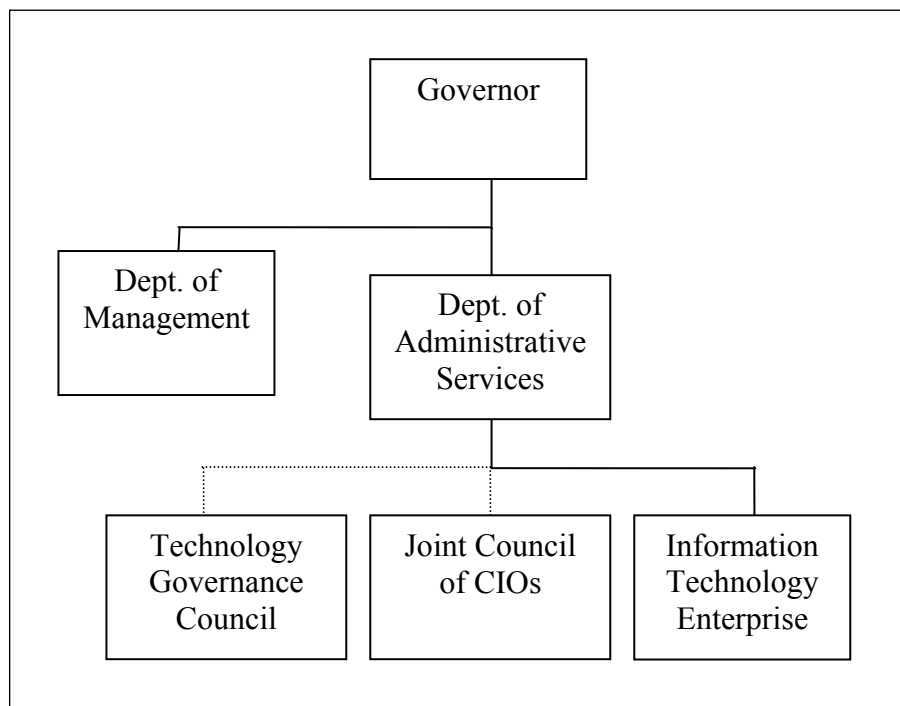 Governor
Dept. of
Management
Dept. of
Administrative
Services
Technology
Governance
Council
Joint Council
of CIOs
Information
Technology
Enterprise